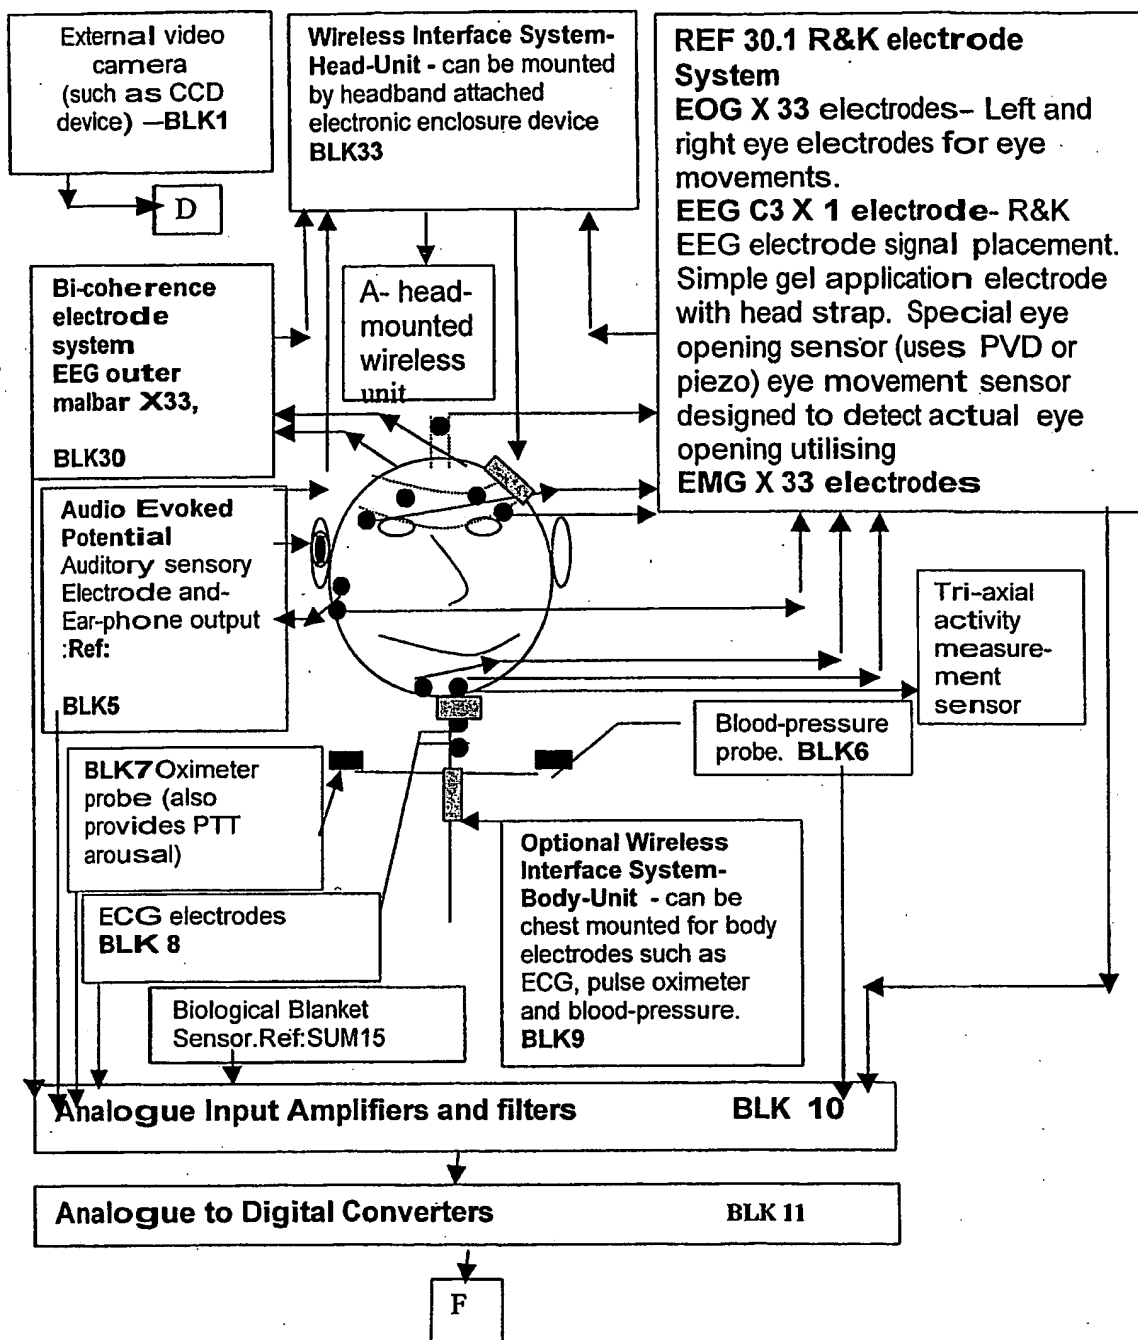 External video
camera
(such as CCD
device) —BLK1
D
Wireless Interface System-
Head-Unit - can be mounted
by headband attached
electronic enclosure device
BLK33
REF 30.1 R&K electrode
System
EOG X 33 electrodes– Left and
right eye electrodes for eye
movements.
EEG C3 X 1 electrode- R&K
EEG electrode signal placement.
Simple gel application electrode
with head strap. Special eye
opening sensor (uses PVD or
piezo) eye movement sensor
designed to detect actual eye
opening utilising
EMG X 33 electrodes
Bi-coherence
electrode
system
EEG outer
malbar X33,
BLK30
A- head-
mounted
wireless
unit
Audio Evoked
Potential
Auditory sensory
Electrode and-
Ear-phone output
:Ref:
BLK5
Tri-axial
activity
measure-
ment
sensor
Blood-pressure
probe. BLK6
BLK7 Oximeter
probe (also
provides PTT
arousal)
Optional Wireless
Interface System-
Body-Unit - can be
chest mounted for body
electrodes such as
ECG, pulse oximeter
and blood-pressure.
BLK9
ECG electrodes
BLK 8
Biological Blanket
Sensor.Ref:SUM15
Analogue Input Amplifiers and filters BLK 10
Analogue to Digital Converters BLK 11
F